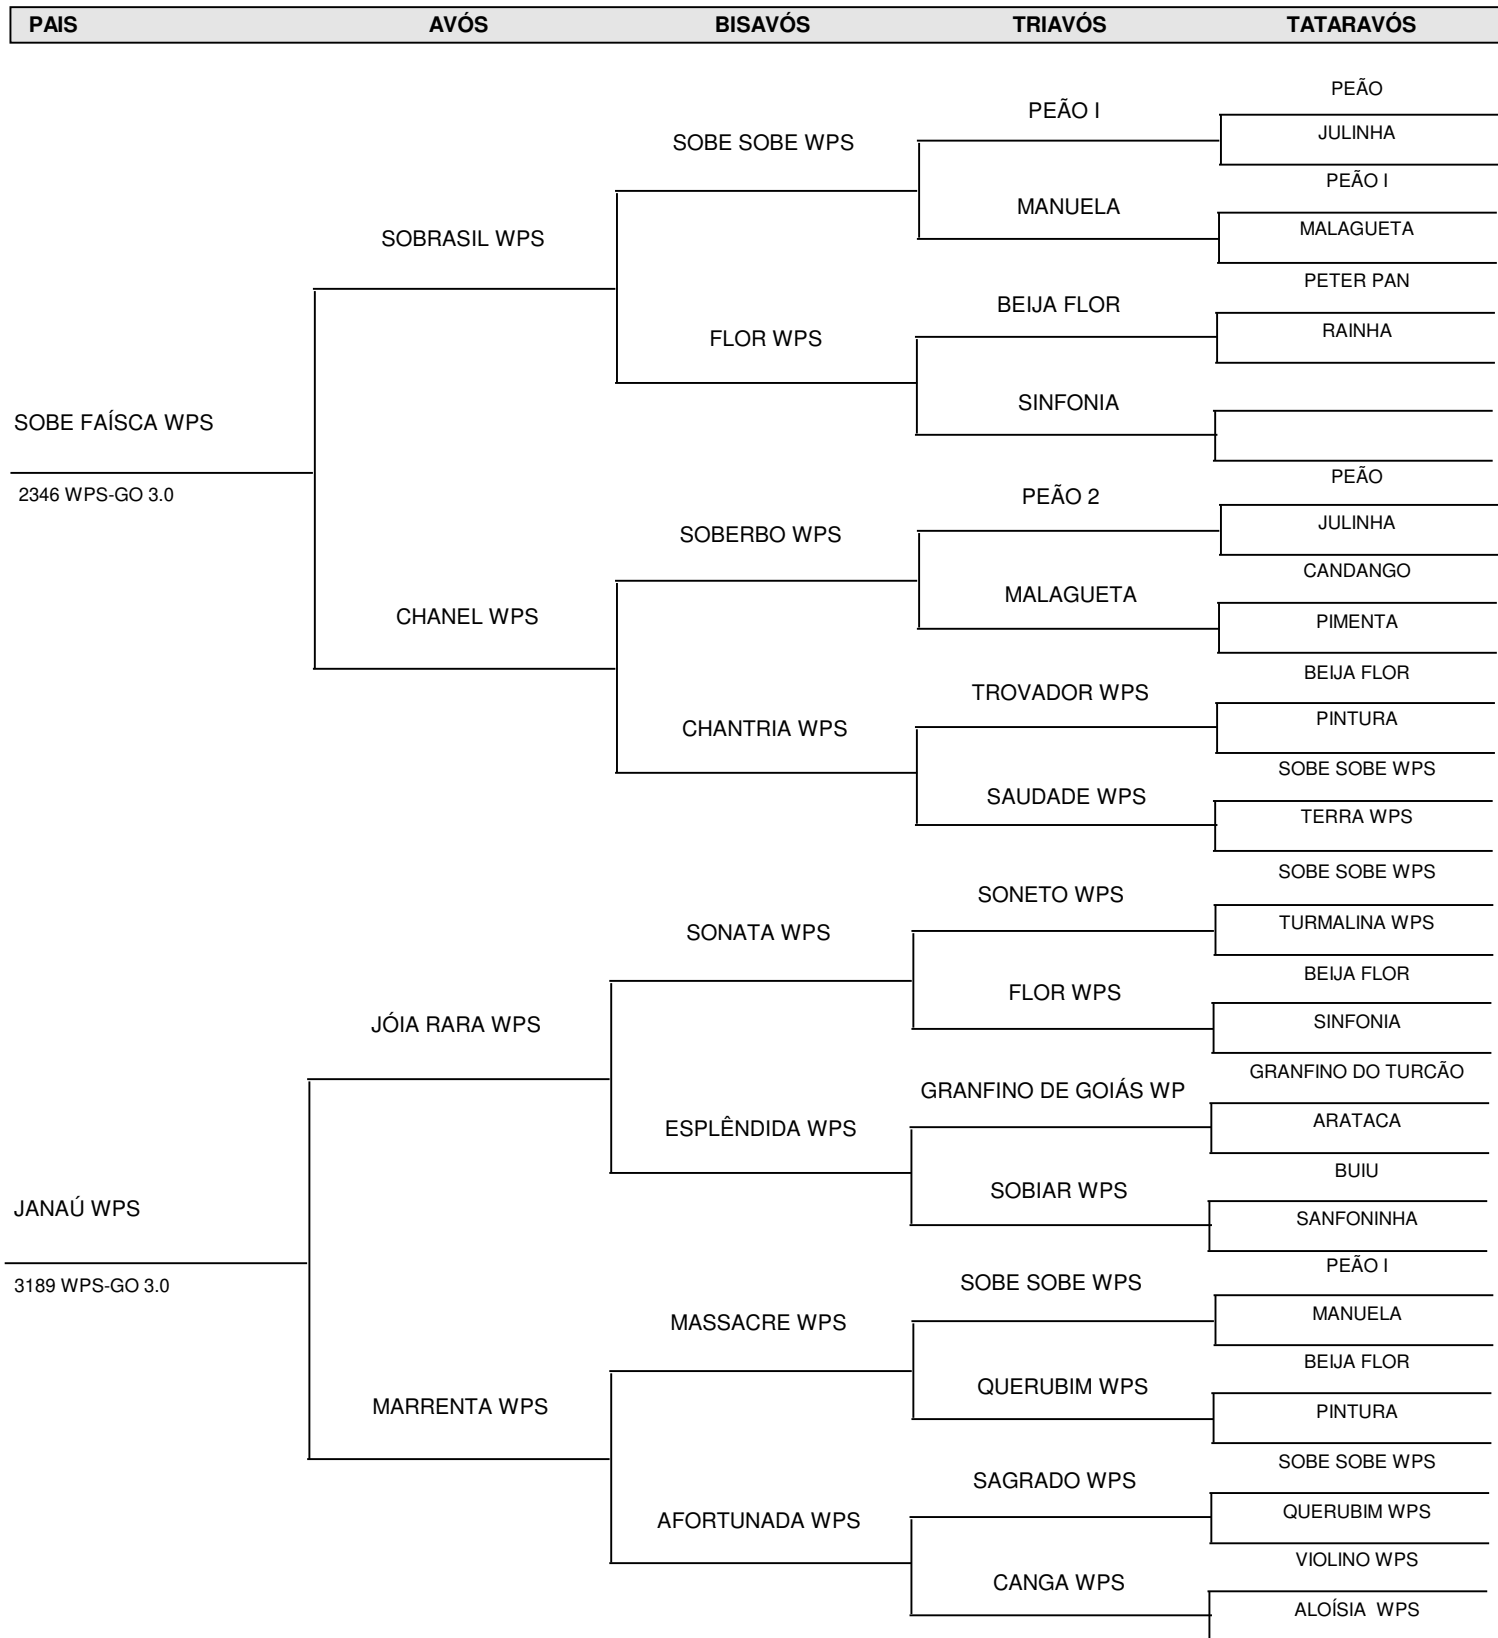 PAIS AVÓS BISAVÓS TRIAVÓS TATARAVÓS
PEÃO
PEÃO I
JULINHA
SOBE SOBE WPS
PEÃO I
MANUELA
MALAGUETA
SOBRASIL WPS
PETER PAN
BEIJA FLOR
RAINHA
FLOR WPS
SINFONIA
SOBE FAÍSCA WPS
PEÃO
2346 WPS-GO 3.0
PEÃO 2
JULINHA
SOBERBO WPS
CANDANGO
MALAGUETA
CHANEL WPS
PIMENTA
BEIJA FLOR
TROVADOR WPS
PINTURA
CHANTRIA WPS
SOBE SOBE WPS
SAUDADE WPS
TERRA WPS
SOBE SOBE WPS
SONETO WPS
TURMALINA WPS
SONATA WPS
BEIJA FLOR
FLOR WPS
SINFONIA
JÓIA RARA WPS
GRANFINO DO TURCÃO
GRANFINO DE GOIÁS WP
ARATACA
ESPLÊNDIDA WPS
BUIU
SOBIAR WPS
JANAÚ WPS
SANFONINHA
PEÃO I
3189 WPS-GO 3.0
SOBE SOBE WPS
MANUELA
MASSACRE WPS
BEIJA FLOR
QUERUBIM WPS
MARRENTA WPS
PINTURA
SOBE SOBE WPS
SAGRADO WPS
QUERUBIM WPS
AFORTUNADA WPS
VIOLINO WPS
CANGA WPS
ALOÍSIA WPS